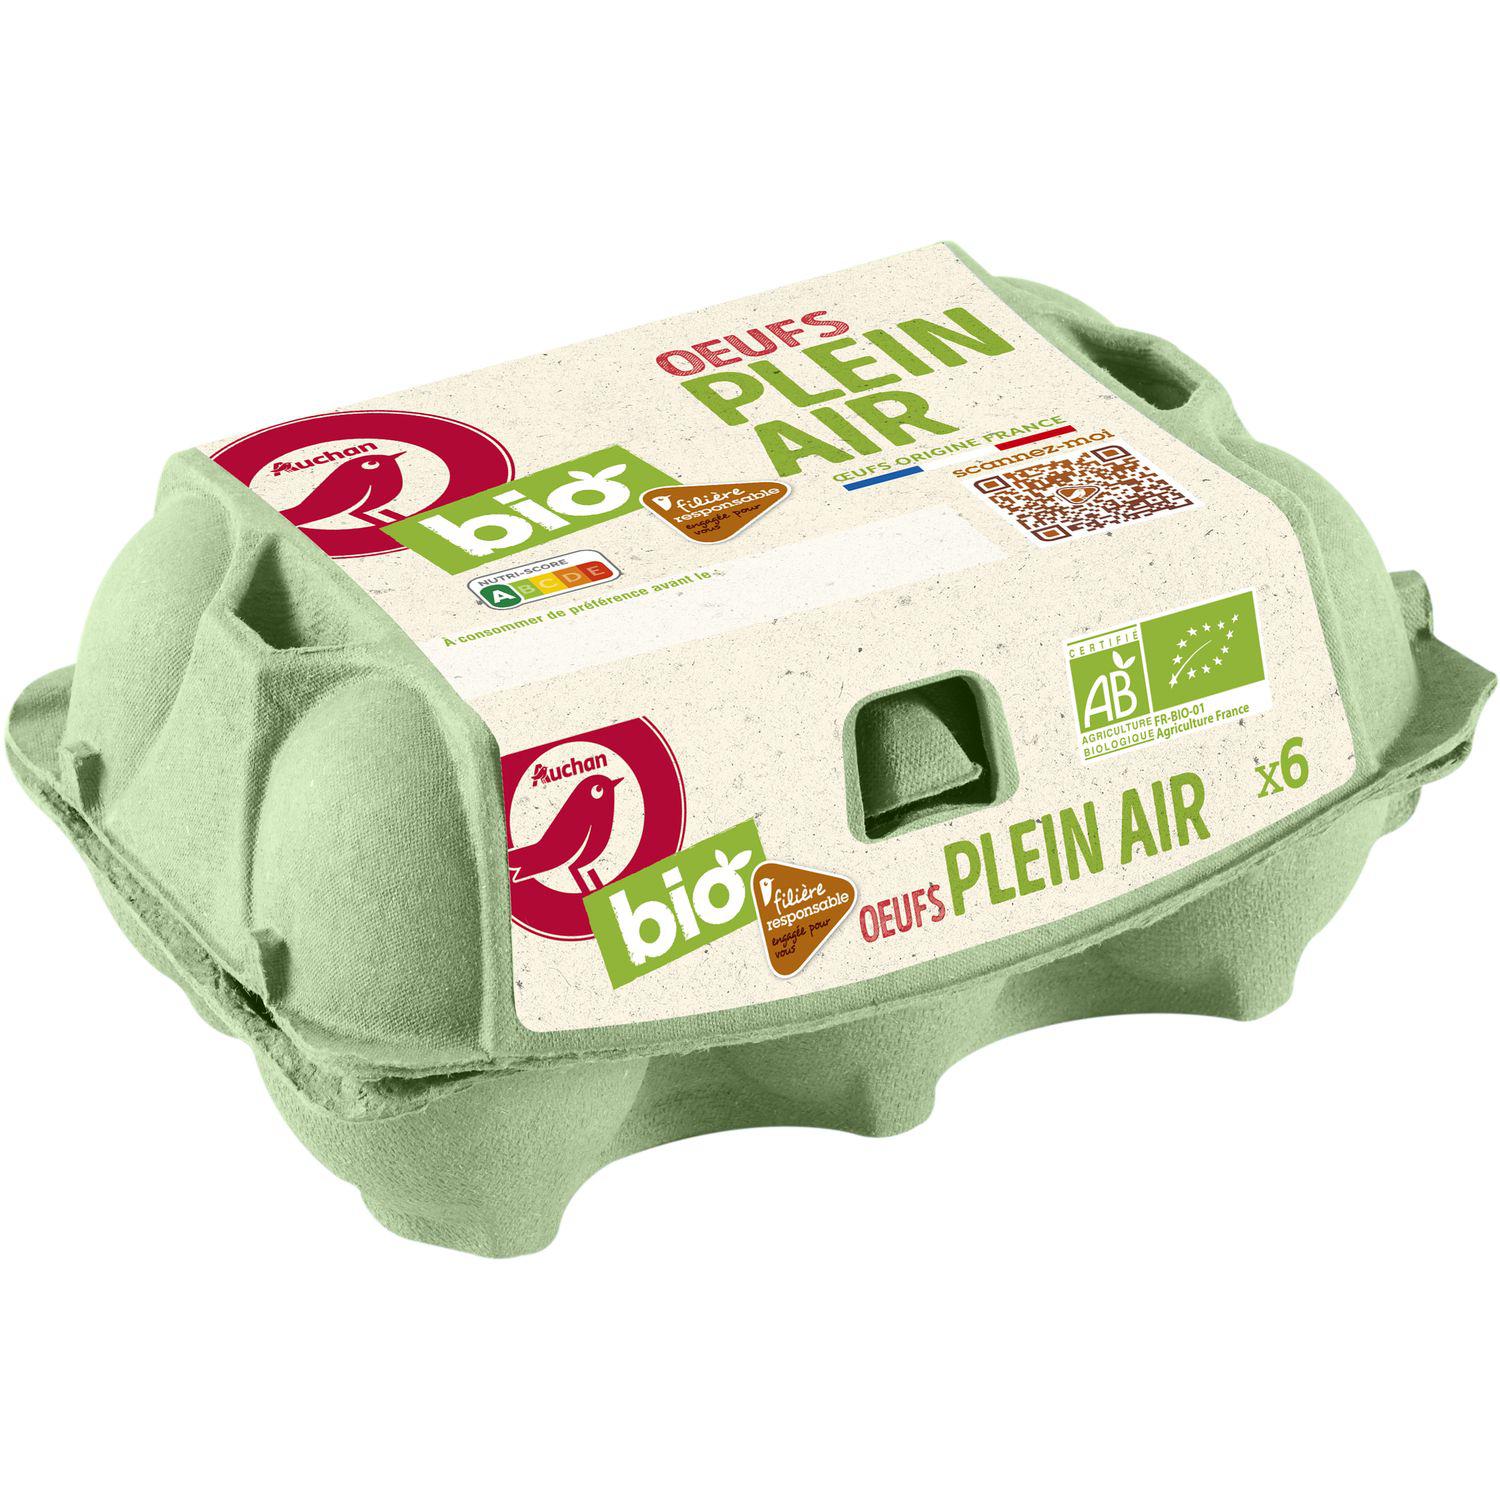 OEUFS
PLEIN
AIR
ŒUFS ORIGINE FRANCE
scannez-moi
Auchan
bio
filière
responsable
engagée pour
vous
NUTRI-SCORE
A B C D E
À consommer de préférence avant le :
CERTIFIÉ
AB
AGRICULTURE
BIOLOGIQUE
FR-BIO-01
Agriculture France
Auchan
bio
filière
responsable
engagée pour
vous
OEUFS PLEIN AIR x6